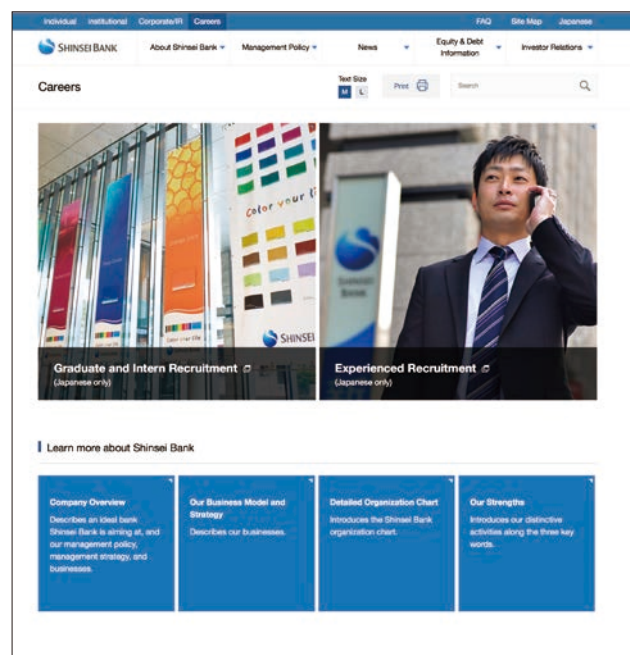 Individual Institutional Corporate/IR Careers FAQ Site Map Japanese
SHINSEI BANK About Shinsei Bank Management Policy News Equity & Debt Information Investor Relations
Careers Text Size M L Print Search
Color your li
SHINSEI
SHINSEI
BANK
Graduate and Intern Recruitment
(Japanese only)
Experienced Recruitment
(Japanese only)
Learn more about Shinsei Bank
Company Overview
Describes an ideal bank
Shinsei Bank is aiming at, and
our management policy,
management strategy, and
businesses.
Our Business Model and
Strategy
Describes our businesses.
Detailed Organization Chart
Introduces the Shinsei Bank
organization chart.
Our Strengths
Introduces our distinctive
activities along the three key
words.